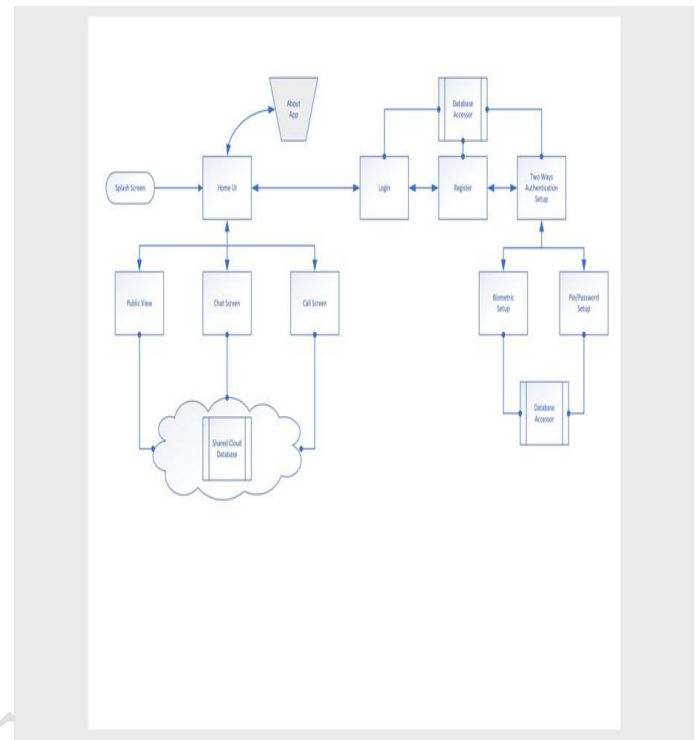 About
App
Database
Accessor
Splash Screen
Home UI
Login
Register
Two Ways
Authentication
Setup
Public View
Chat Screen
Call Screen
Biometric
Setup
Pin/Password
Setup
Shared Cloud
Database
Database
Accessor